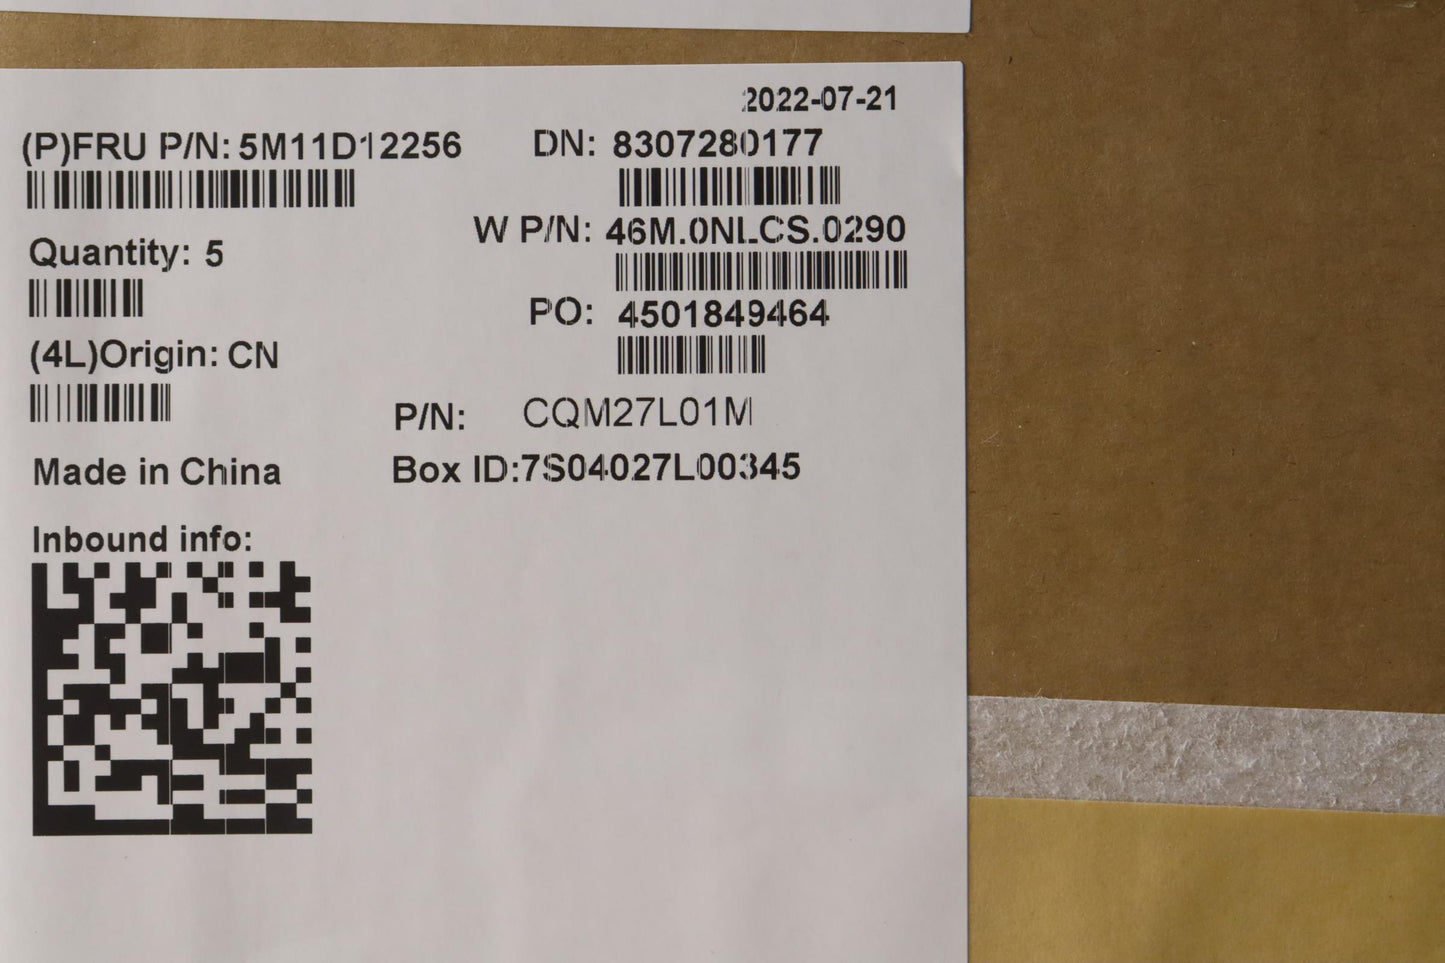 2022-07-21
(P)FRU P/N: 5M11D12256
DN: 8307280177
W P/N: 46M.0NLCS.0290
Quantity: 5
PO: 4501849464
(4L)Origin: CN
P/N: CQM27L01M
Made in China
Box ID:7S04027L00345
Inbound info: